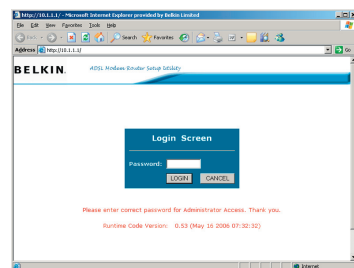 http://10.1.1.1/ - Microsoft Internet Explorer provided by Belkin Limited
File Edit View Favorites Tools Help
Back Search Favorites
Address http://10.1.1.1/ Go
BELKIN. ADSL Modem Router Setup Utility
Login Screen
Password:
LOGIN CANCEL
Please enter correct password for Administrator Access. Thank you.
Runtime Code Version: 0.53 (May 16 2006 07:32:32)
Internet